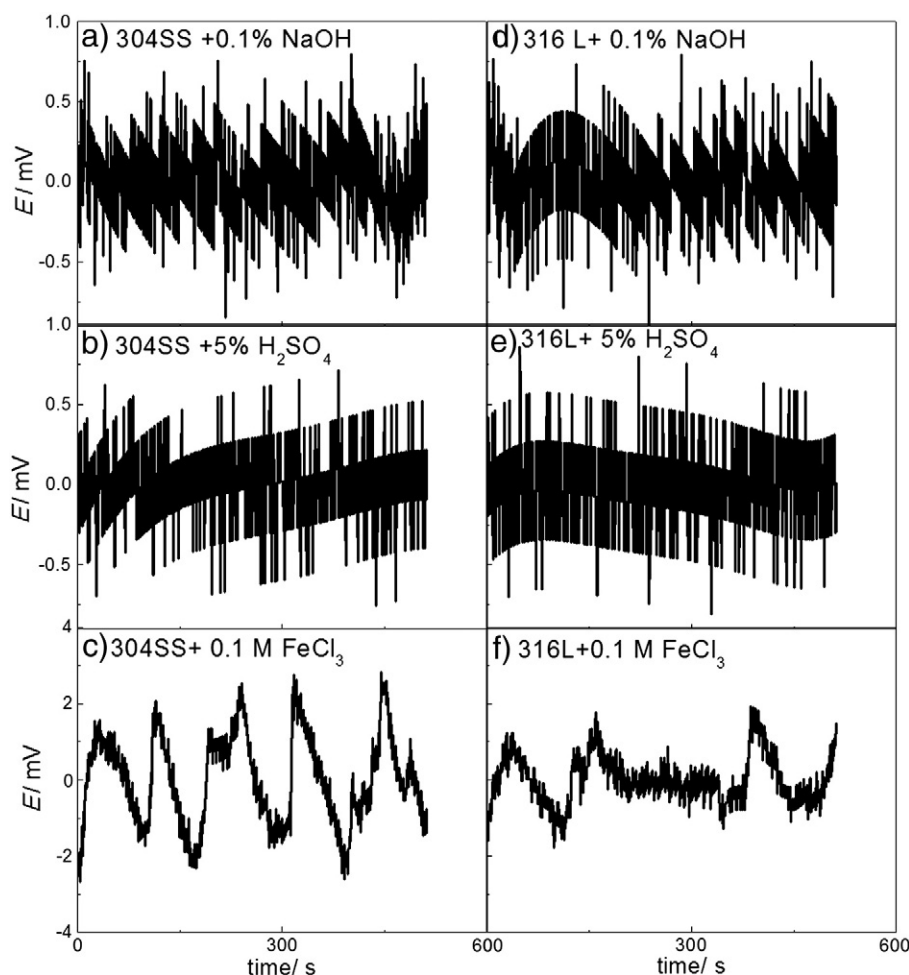 a) 304SS +0.1% NaOH
d) 316 L+ 0.1% NaOH
1.0
0.5
0.0
-0.5
1.0
E/ mV
b) 304SS +5% H₂SO₄
e) 316L+ 5% H₂SO₄
0.5
0.0
-0.5
4
E/ mV
c) 304SS+ 0.1 M FeCl₃
f) 316L+0.1 M FeCl₃
2
0
-2
-4
E/ mV
0 300 600 300 600
time/ s time/ s